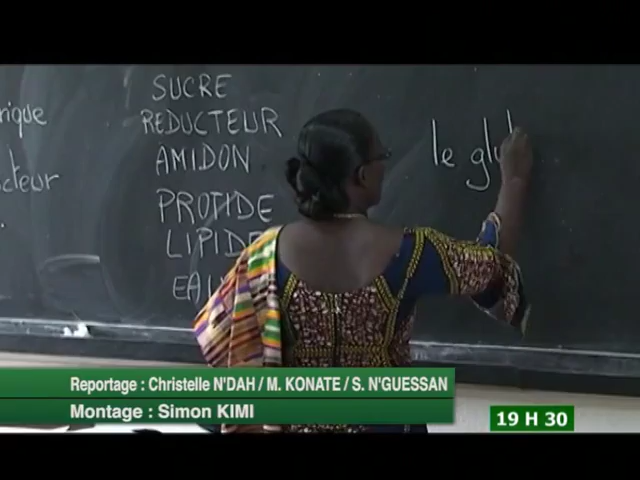 SUCRE
REDUCTEUR
AMIDON
PROTIDE
LIPIDE
EAU
rique
cteur
le glu
Reportage : Christelle N'DAH / M. KONATE / S. N'GUESSAN
Montage : Simon KIMI
19 H 30